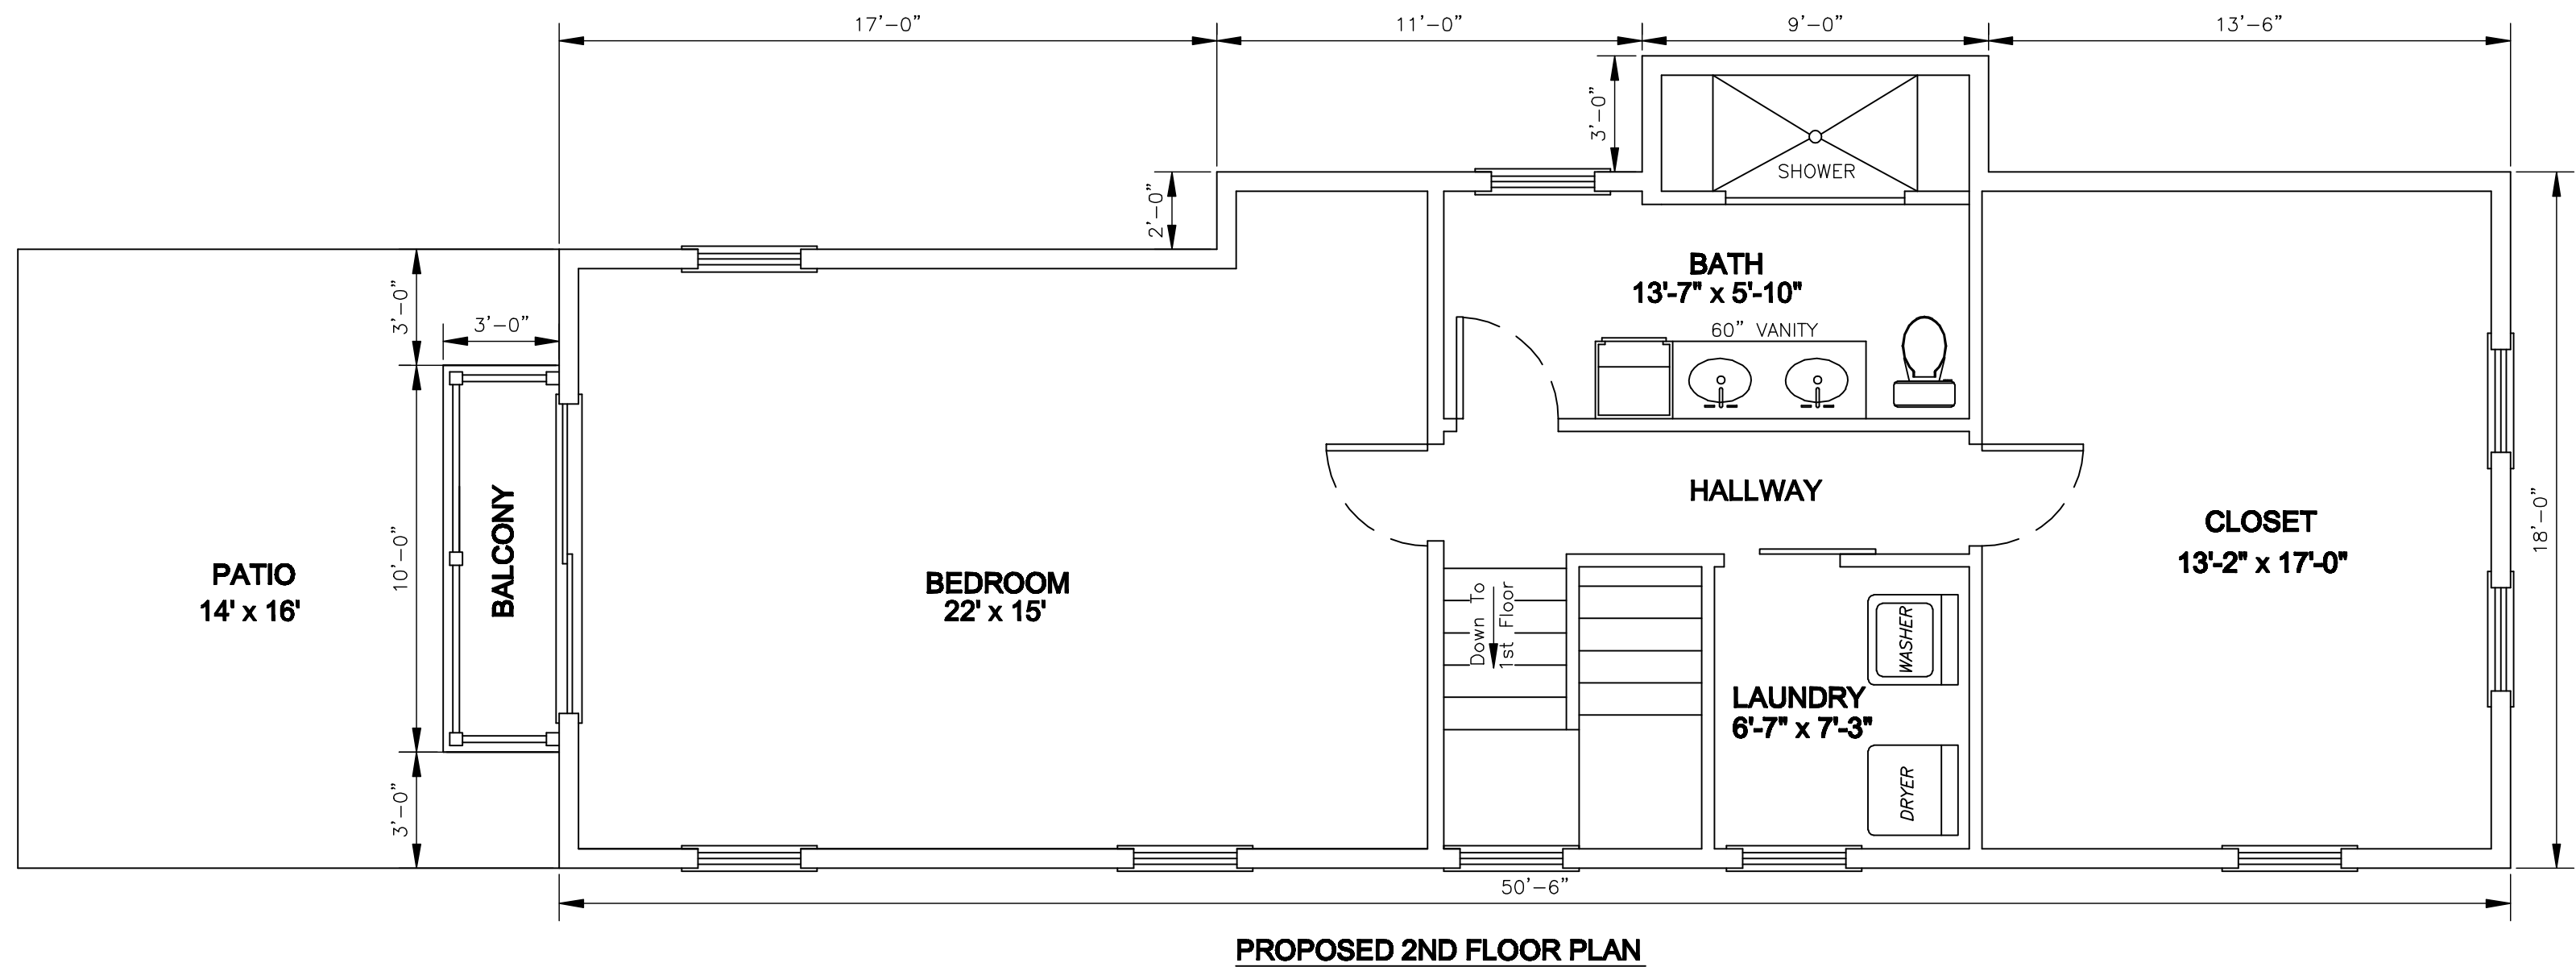 17'-0"
11'-0"
9'-0"
13'-6"
3'-0"
SHOWER
2'-0"
BATH
13'-7" x 5'-10"
3'-0"
3'-0"
60" VANITY
HALLWAY
18'-0"
CLOSET
13'-2" x 17'-0"
10'-0"
BALCONY
PATIO
14' x 16'
BEDROOM
22' x 15'
Down To
1st Floor
WASHER
LAUNDRY
6'-7" x 7'-3"
DRYER
3'-0"
50'-6"
PROPOSED 2ND FLOOR PLAN